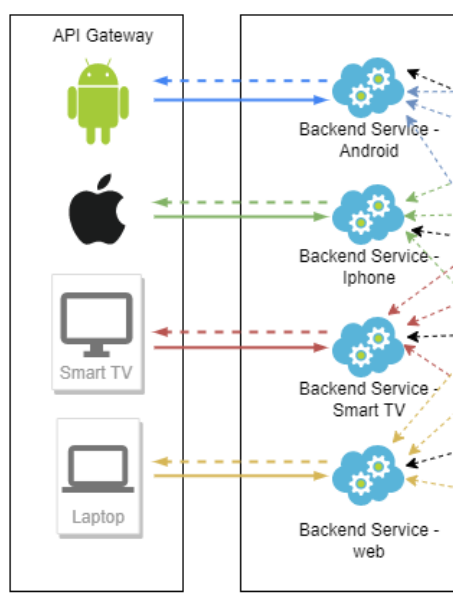 API Gateway
Backend Service -
Android
Backend Service -
Iphone
Smart TV
Backend Service -
Smart TV
Laptop
Backend Service -
web